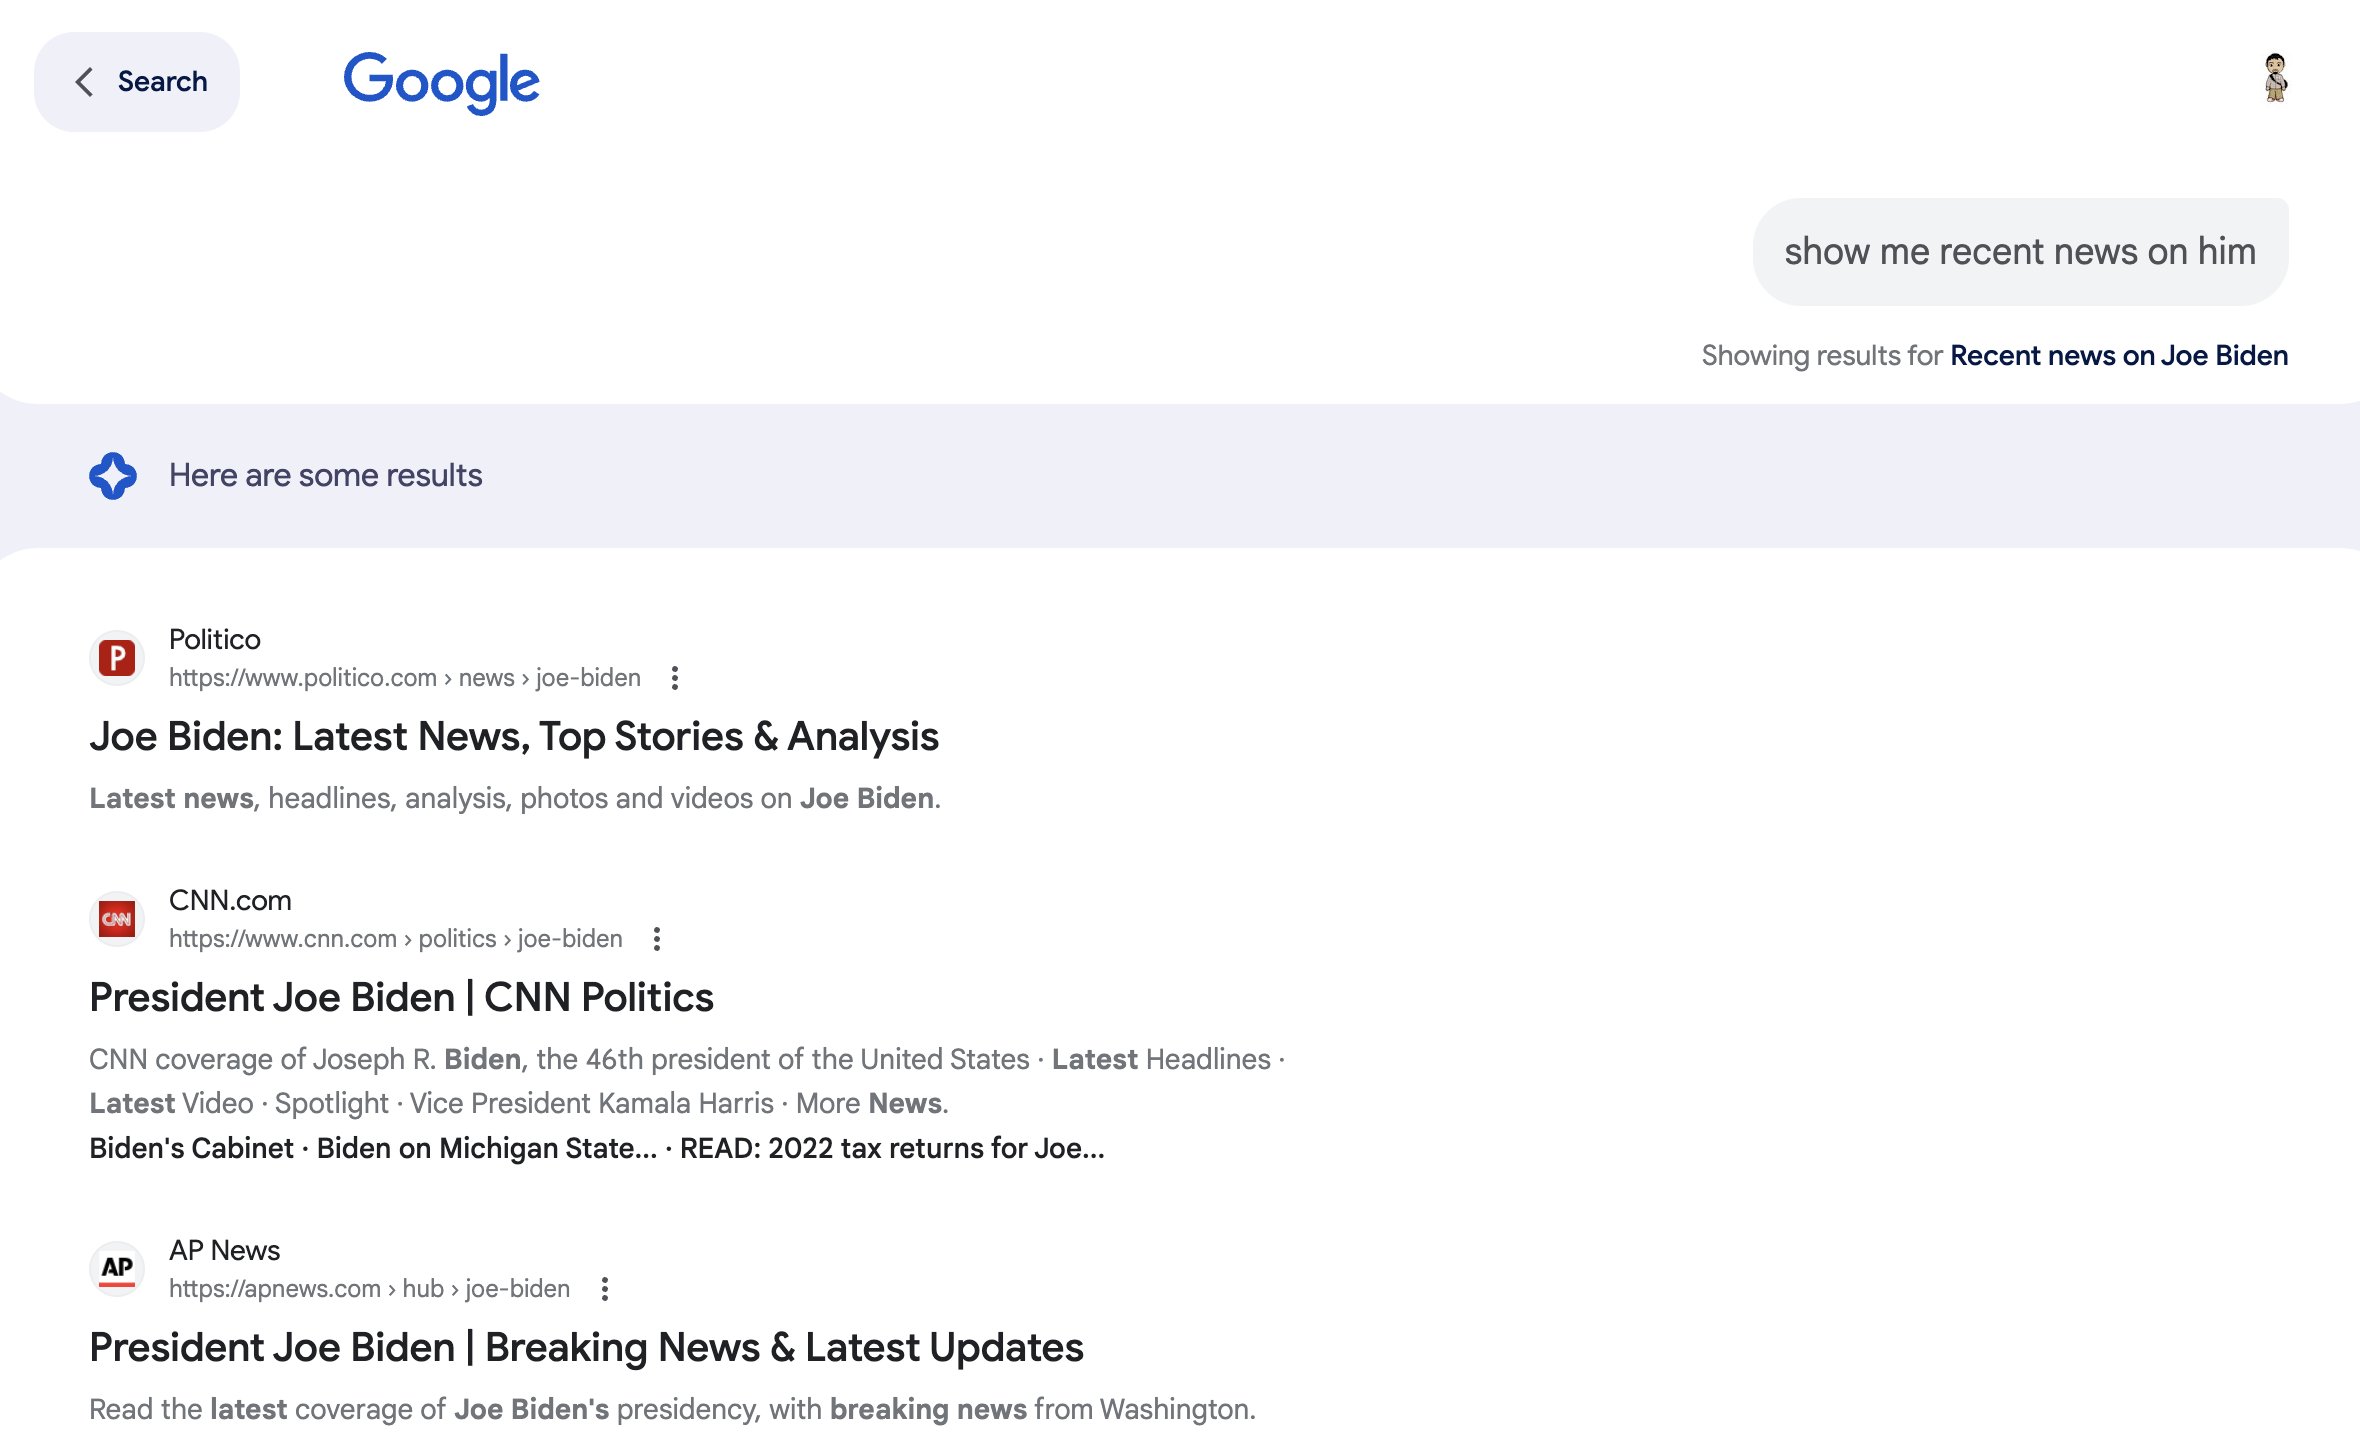 Search
Google
show me recent news on him
Showing results for Recent news on Joe Biden
Here are some results
P
Politico
https://www.politico.com › news › joe-biden
Joe Biden: Latest News, Top Stories & Analysis
Latest news, headlines, analysis, photos and videos on Joe Biden.
CNN
CNN.com
https://www.cnn.com › politics › joe-biden
President Joe Biden | CNN Politics
CNN coverage of Joseph R. Biden, the 46th president of the United States · Latest Headlines ·
Latest Video · Spotlight · Vice President Kamala Harris · More News.
Biden's Cabinet · Biden on Michigan State... · READ: 2022 tax returns for Joe...
AP
AP News
https://apnews.com › hub › joe-biden
President Joe Biden | Breaking News & Latest Updates
Read the latest coverage of Joe Biden's presidency, with breaking news from Washington.